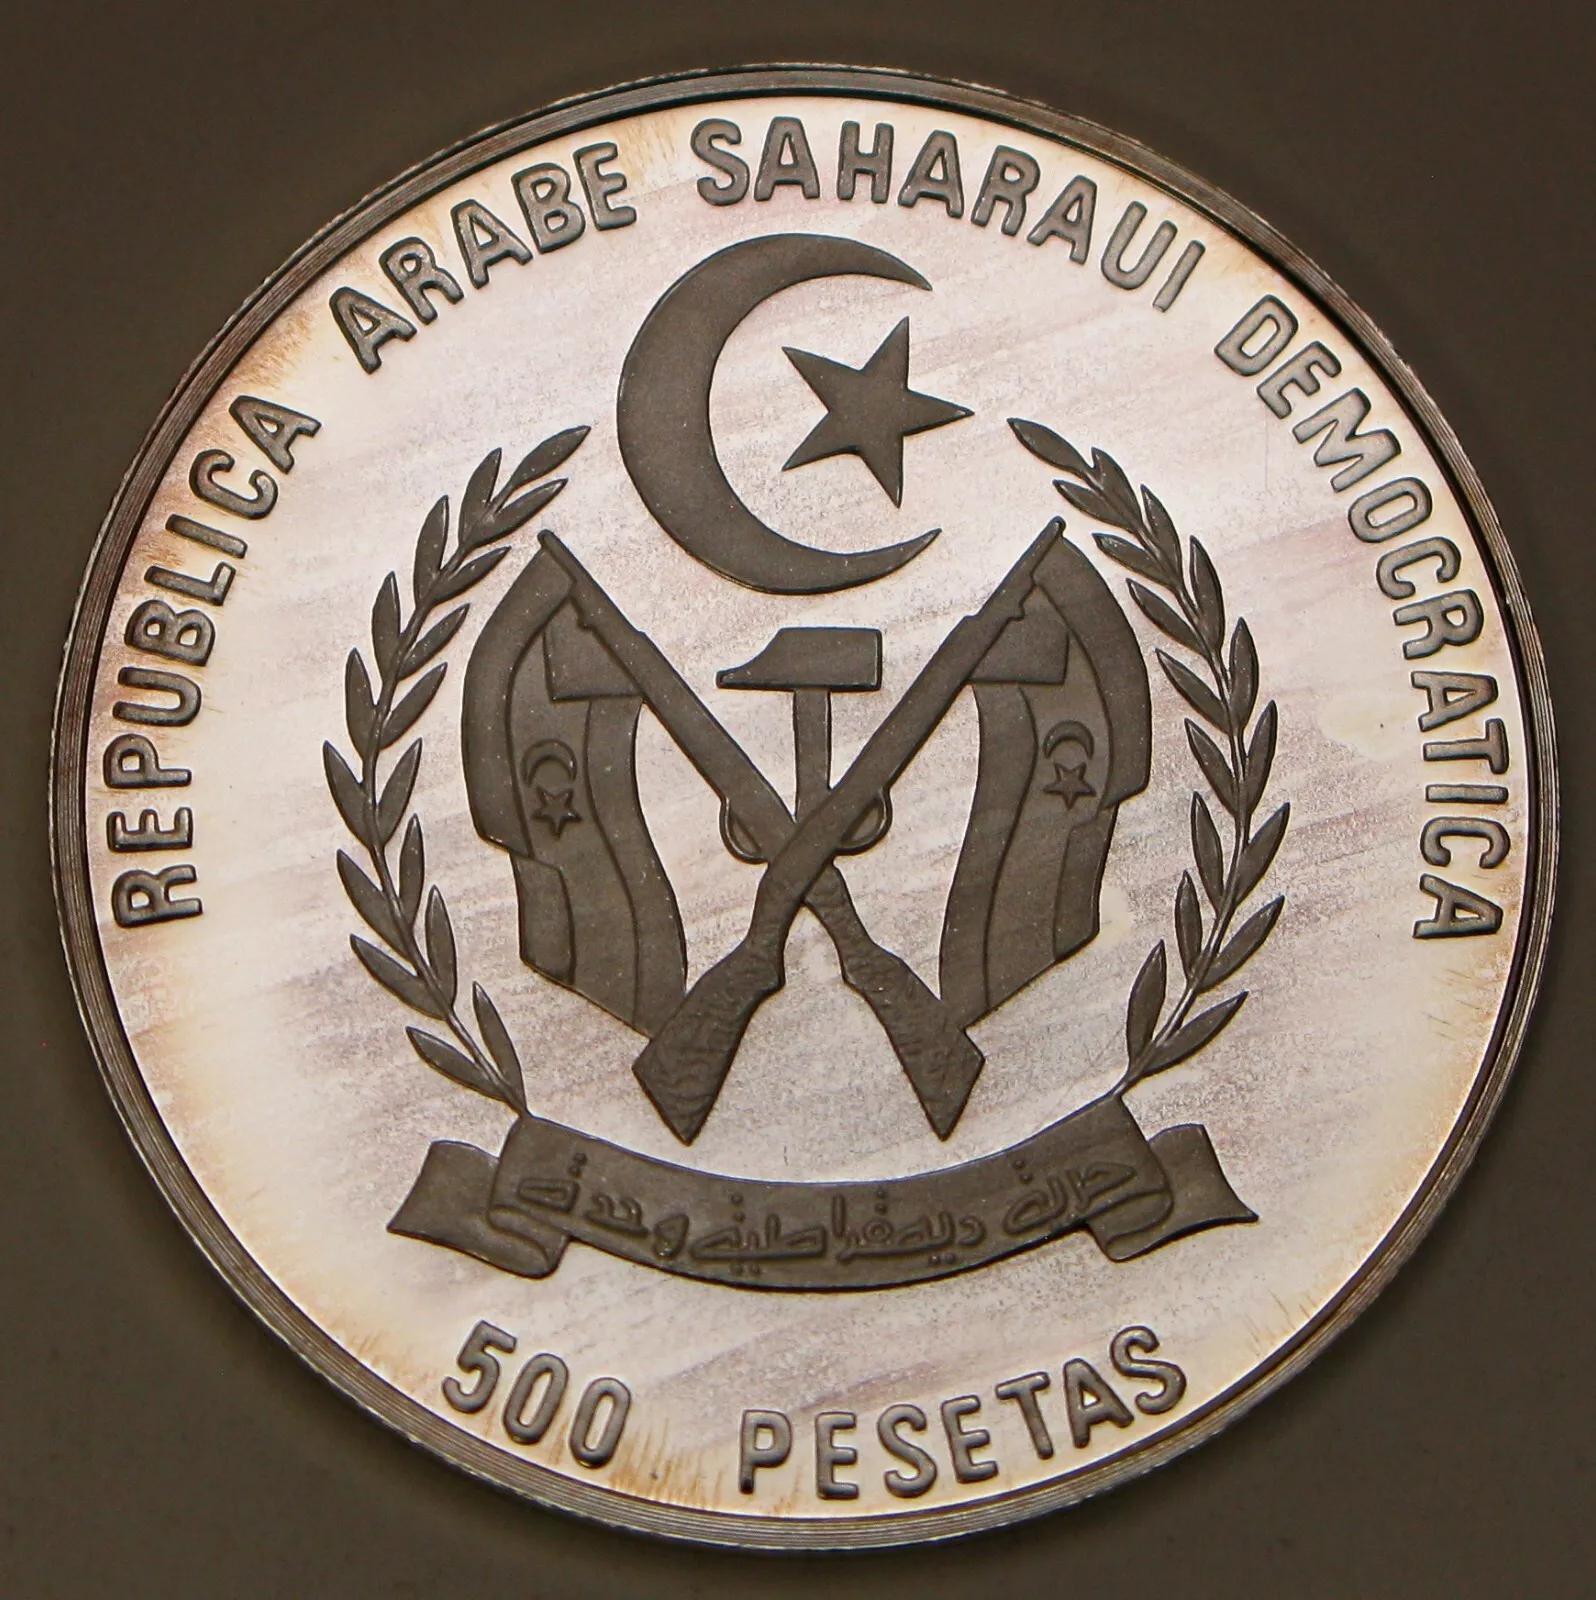 REPUBLICA ARABE SAHARAUI DEMOCRATICA
حرية ديمقراطية وحدة
500 PESETAS